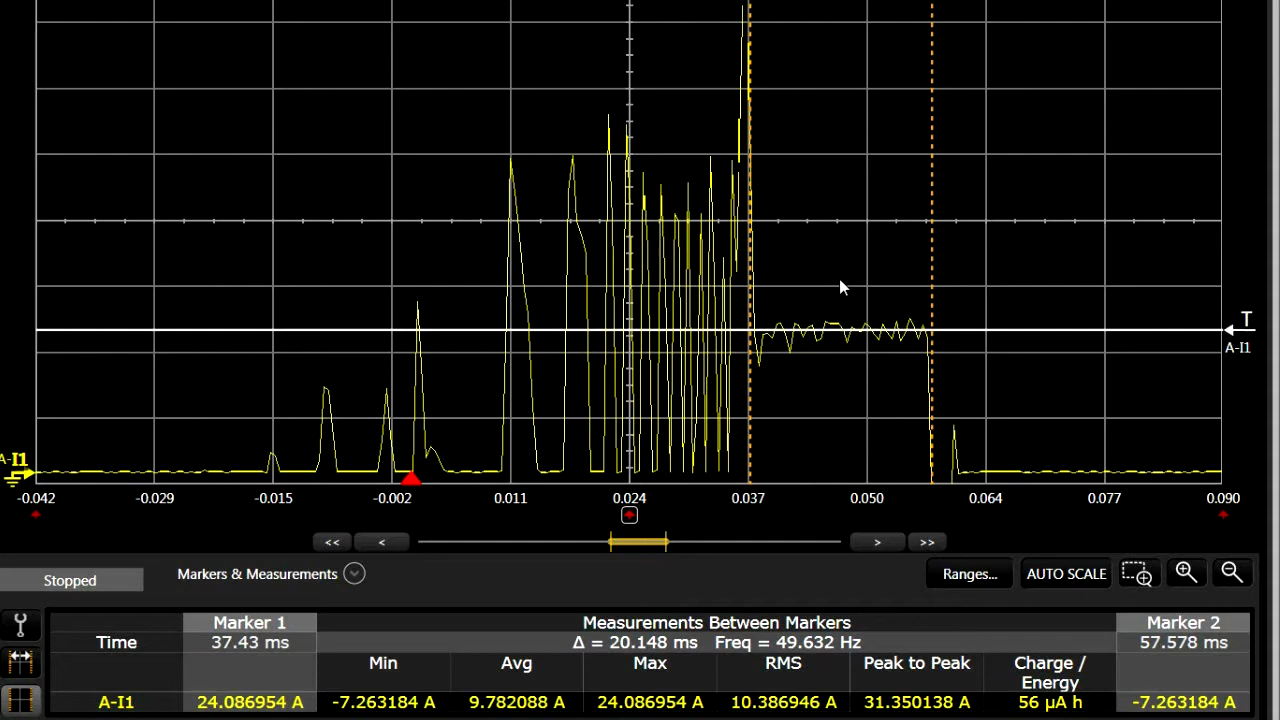 T
A-I1
A-I1
-0.042 -0.029 -0.015 -0.002 0.011 0.024 0.037 0.050 0.064 0.077 0.090
<< < > >>
Stopped Markers & Measurements Ranges... AUTO SCALE
Marker 1 Measurements Between Markers Marker 2
Time 37.43 ms Δ = 20.148 ms Freq = 49.632 Hz 57.578 ms
Min Avg Max RMS Peak to Peak Charge /
Energy
A-I1 24.086954 A -7.263184 A 9.782088 A 24.086954 A 10.386946 A 31.350138 A 56 µA h -7.263184 A